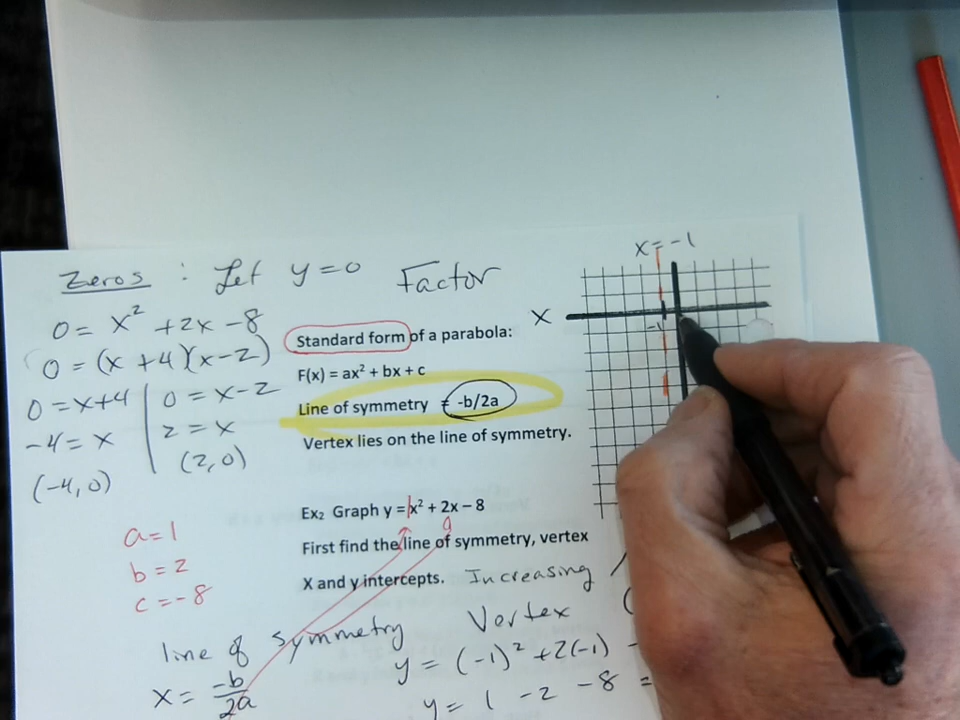 Zeros : Let y=0 Factor
x=-1
0 = x² +2x -8
X
0 = (x +4)(x-2)
-1
0 = x+4 | 0 = x-2
-4 = x | 2 = x
(-4, 0) (2, 0)
Standard form of a parabola:
F(x) = ax² + bx + c
Line of symmetry = -b/2a
Vertex lies on the line of symmetry.
Ex₂ Graph y = 1x² + 2x – 8
First find the line of symmetry, vertex
X and y intercepts. Increasing
a=1
b=2
c=-8
line of symmetry
x = -b/2a
Vertex (
y = (-1)² +2(-1) -
y = 1 -2 -8 =